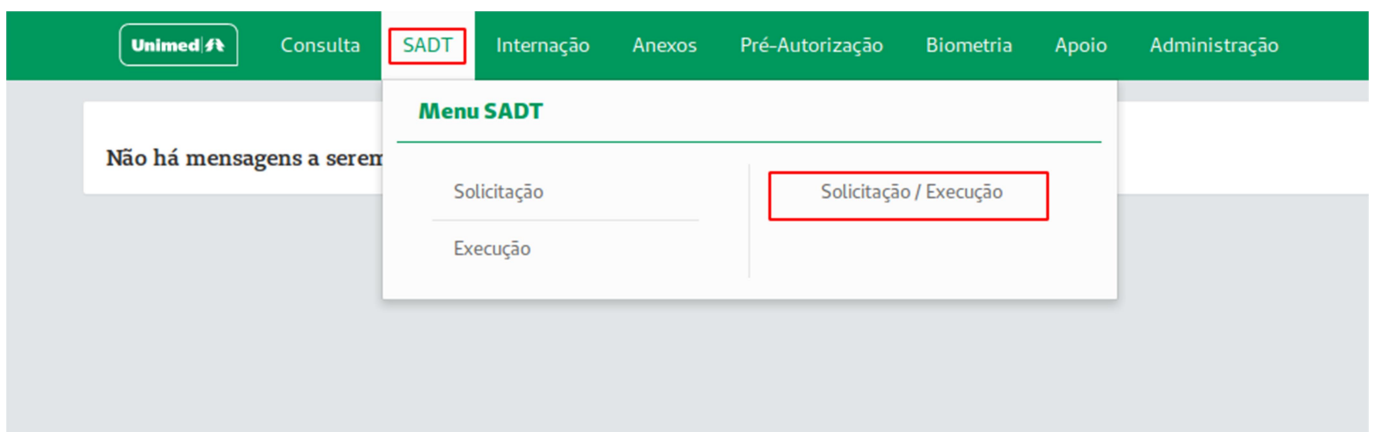 Unimed Consulta SADT Internação Anexos Pré-Autorização Biometria Apoio Administração
Menu SADT
Não há mensagens a serem
Solicitação Solicitação / Execução
Execução